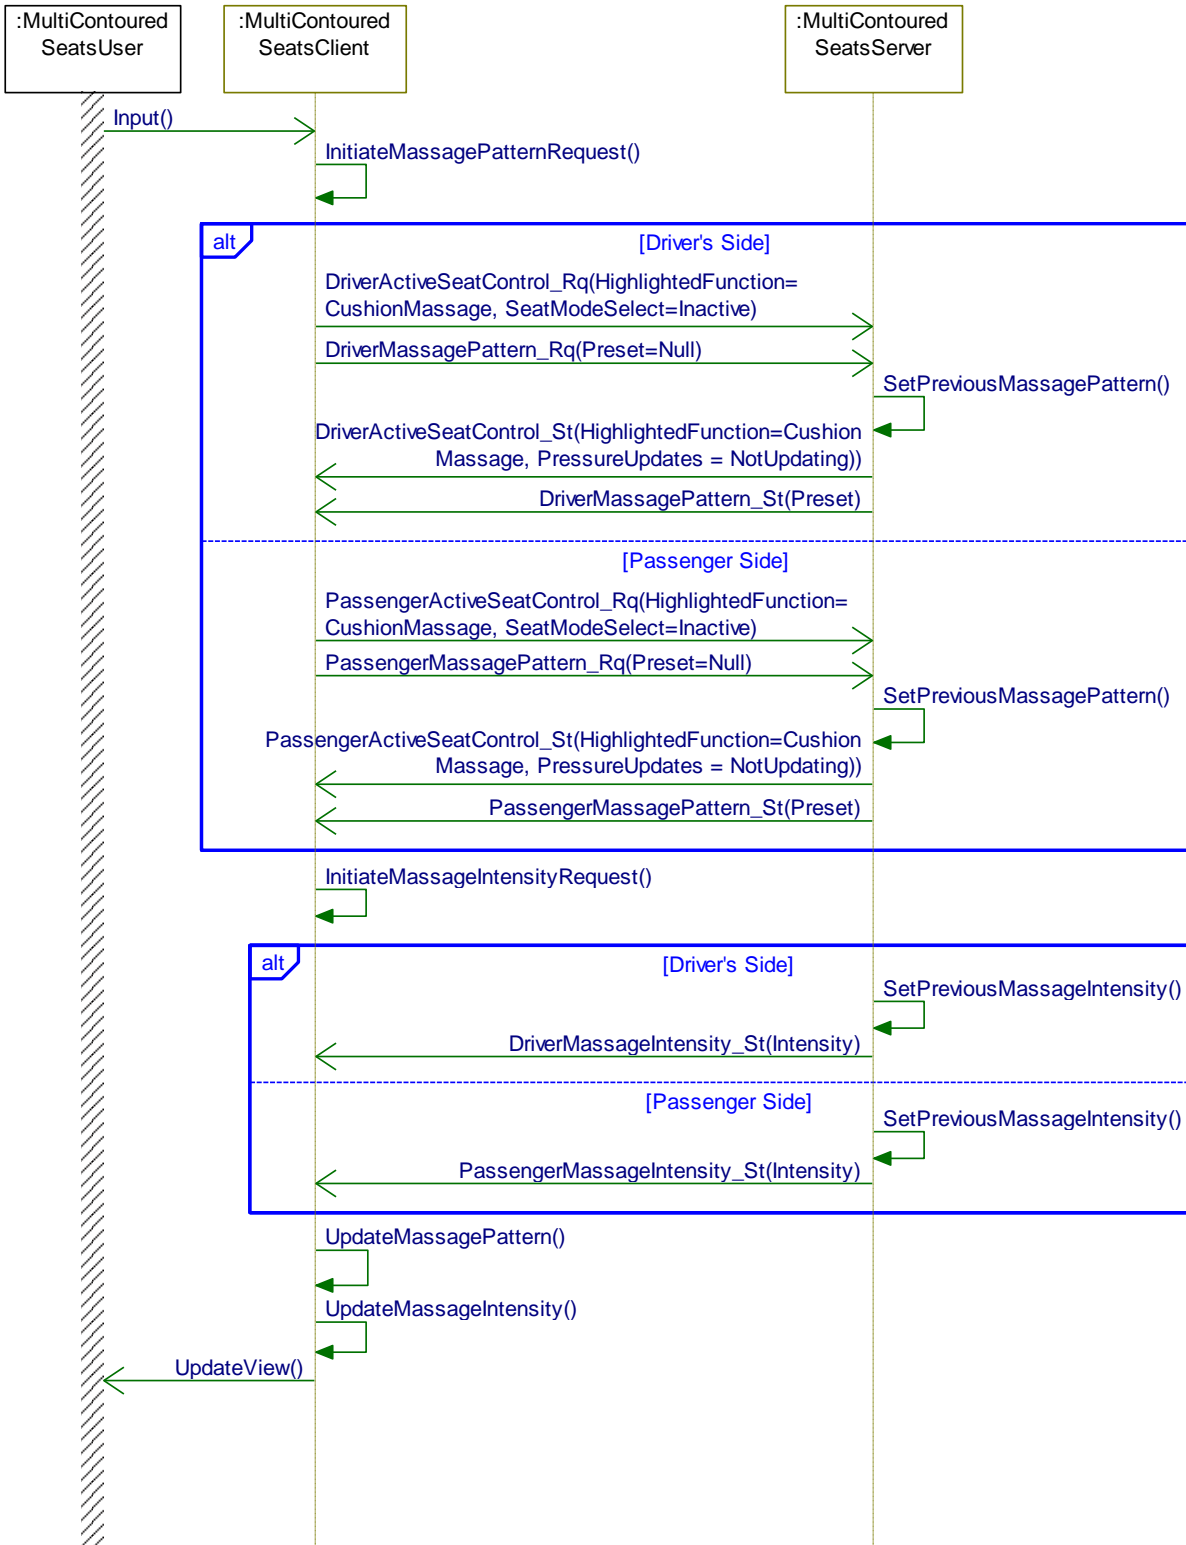 :MultiContoured
SeatsUser
:MultiContoured
SeatsClient
:MultiContoured
SeatsServer
Input()
InitiateMassagePatternRequest()
alt
[Driver's Side]
DriverActiveSeatControl_Rq(HighlightedFunction=
CushionMassage, SeatModeSelect=Inactive)
DriverMassagePattern_Rq(Preset=Null)
SetPreviousMassagePattern()
DriverActiveSeatControl_St(HighlightedFunction=Cushion
Massage, PressureUpdates = NotUpdating))
DriverMassagePattern_St(Preset)
[Passenger Side]
PassengerActiveSeatControl_Rq(HighlightedFunction=
CushionMassage, SeatModeSelect=Inactive)
PassengerMassagePattern_Rq(Preset=Null)
SetPreviousMassagePattern()
PassengerActiveSeatControl_St(HighlightedFunction=Cushion
Massage, PressureUpdates = NotUpdating))
PassengerMassagePattern_St(Preset)
InitiateMassageIntensityRequest()
alt
[Driver's Side]
SetPreviousMassageIntensity()
DriverMassageIntensity_St(Intensity)
[Passenger Side]
SetPreviousMassageIntensity()
PassengerMassageIntensity_St(Intensity)
UpdateMassagePattern()
UpdateMassageIntensity()
UpdateView()